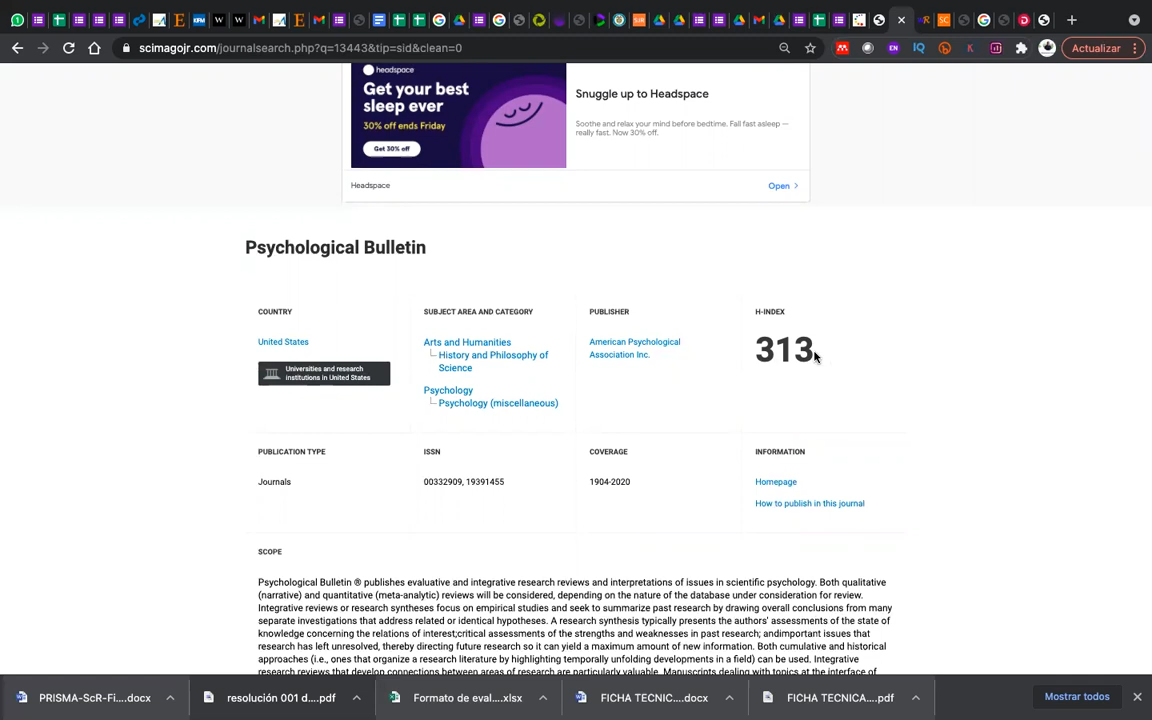 scimagojr.com/journalsearch.php?q=13443&tip=sid&clean=0
Actualizar
headspace
Get your best
sleep ever
30% off ends Friday
Get 30% off
Snuggle up to Headspace
Soothe and relax your mind before bedtime. Fall fast asleep —
really fast. Now 30% off.
Headspace
Open
Psychological Bulletin
COUNTRY
United States
Universities and research
institutions in United States
SUBJECT AREA AND CATEGORY
Arts and Humanities
History and Philosophy of
Science
Psychology
Psychology (miscellaneous)
PUBLISHER
American Psychological
Association Inc.
H-INDEX
313
PUBLICATION TYPE
Journals
ISSN
00332909, 19391455
COVERAGE
1904-2020
INFORMATION
Homepage
How to publish in this journal
SCOPE
Psychological Bulletin ® publishes evaluative and integrative research reviews and interpretations of issues in scientific psychology. Both qualitative
(narrative) and quantitative (meta-analytic) reviews will be considered, depending on the nature of the database under consideration for review.
Integrative reviews or research syntheses focus on empirical studies and seek to summarize past research by drawing overall conclusions from many
separate investigations that address related or identical hypotheses. A research synthesis typically presents the authors' assessments of the state of
knowledge concerning the relations of interest;critical assessments of the strengths and weaknesses in past research; andimportant issues that
research has left unresolved, thereby directing future research so it can yield a maximum amount of new information. Both cumulative and historical
approaches (i.e., ones that organize a research literature by highlighting temporally unfolding developments in a field) can be used. Integrative
research reviews that develop connections between areas of research are particularly valuable. Manuscripts dealing with topics at the interface of
PRISMA-ScR-Fi....docx
resolución 001 d....pdf
Formato de eval....xlsx
FICHA TECNIC....docx
FICHA TECNICA....pdf
Mostrar todos